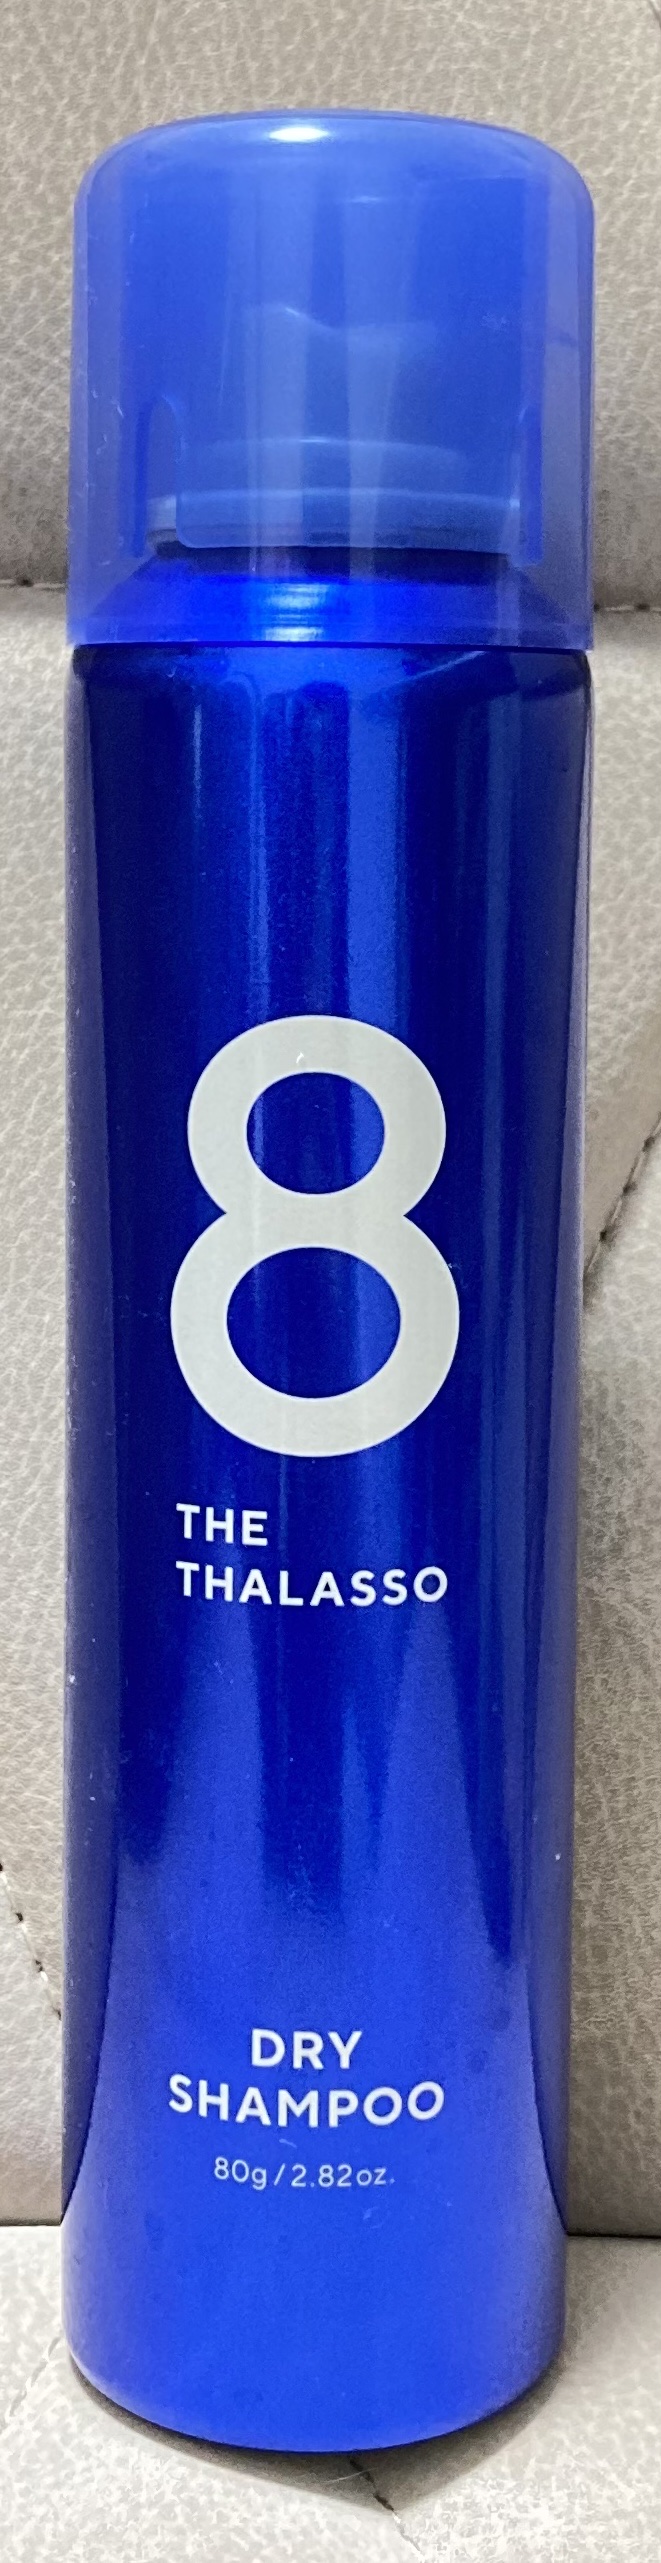 8
THE
THALASSO
DRY
SHAMPOO
80g/2.82oz.